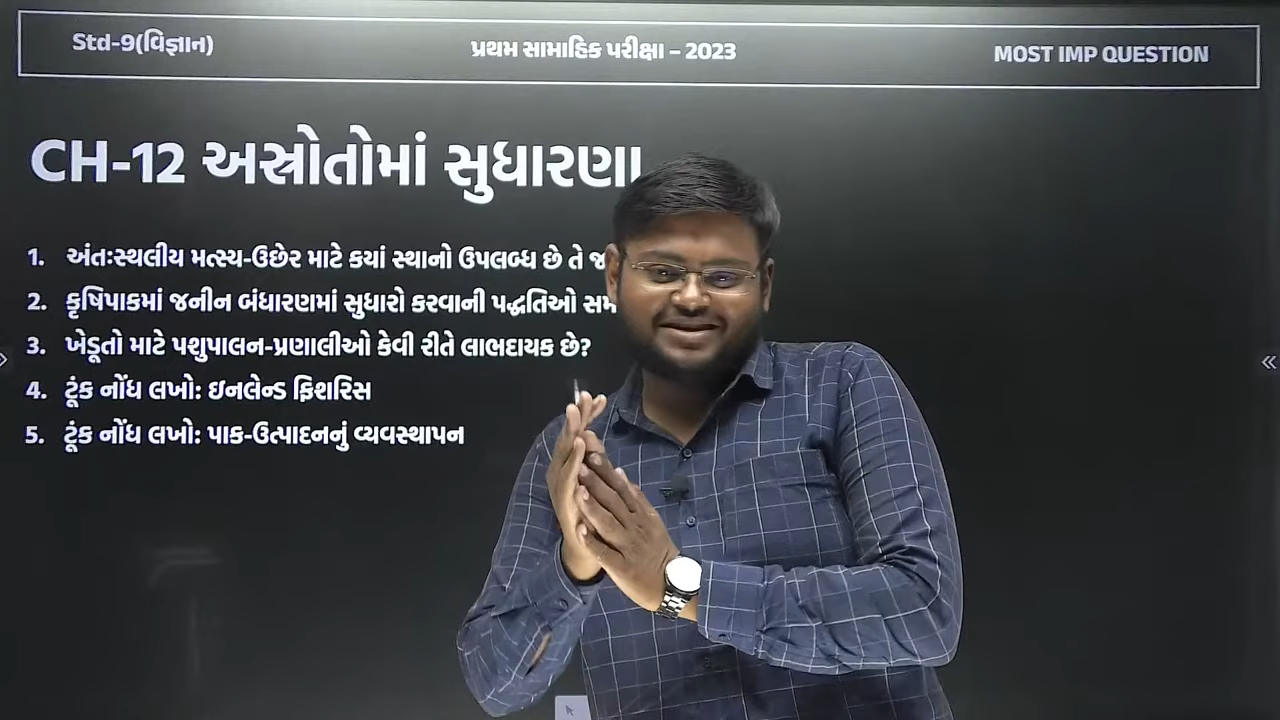 Std-9(વિજ્ઞાન)
પ્રથમ સામાહિક પરીક્ષા – 2023
MOST IMP QUESTION
CH-12 અસ્રોતોમાં સુધારણા
1. અંતઃસ્થલીય મત્સ્ય-ઉછેર માટે કયાં સ્થાનો ઉપલબ્ધ છે તે
2. કૃષિપાકમાં જનીન બંધારણમાં સુધારો કરવાની પદ્ધતિઓ
3. ખેડૂતો માટે પશુપાલન-પ્રણાલીઓ કેવી રીતે લાભદાયક છે?
4. ટૂંક નોંધ લખો: ઇનલેન્ડ ફિશરિસ
5. ટૂંક નોંધ લખો: પાક-ઉત્પાદનનું વ્યવસ્થાપન